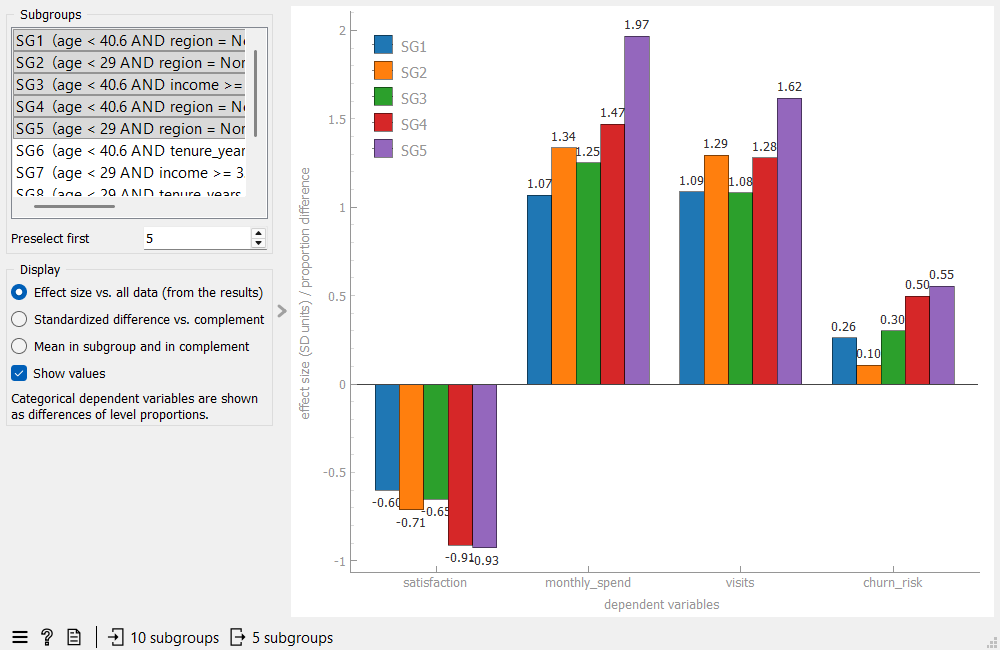 Subgroups
SG1 (age < 40.6 AND region = No
SG2 (age < 29 AND region = Nor
SG3 (age < 40.6 AND income >=
SG4 (age < 40.6 AND region = No
SG5 (age < 29 AND region = Nor
SG6 (age < 40.6 AND tenure_year
SG7 (age < 29 AND income >= 3
SG8 (age < 29 AND tenure_years
Preselect first 5
Display
Effect size vs. all data (from the results)
Standardized difference vs. complement
Mean in subgroup and in complement
Show values
Categorical dependent variables are shown
as differences of level proportions.
effect size (SD units) / proportion difference
2
1.5
1
0.5
0
-0.5
-1
SG1
SG2
SG3
SG4
SG5
-0.60
-0.71
-0.65
-0.91
-0.93
1.07
1.34
1.25
1.47
1.97
1.09
1.29
1.08
1.28
1.62
0.26
0.10
0.30
0.50
0.55
satisfaction monthly_spend visits churn_risk
dependent variables
10 subgroups 5 subgroups